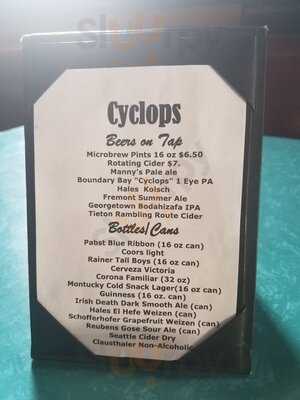 Cyclops
Beers on Tap
Microbrew Pints 16 oz $6.50
Rotating Cider $7.
Manny's Pale ale
Boundary Bay "Cyclops" 1 Eye PA
Hales Kolsch
Fremont Summer Ale
Georgetown Bodahizafa IPA
Tieton Rambling Route Cider
Bottles/Cans
Pabst Blue Ribbon (16 oz can)
Coors light
Rainer Tall Boys (16 oz can)
Cerveza Victoria
Corona Familiar (32 oz)
Montucky Cold Snack Lager(16 oz can)
Guinness (16 oz. can)
Irish Death Dark Smooth Ale (can)
Hales El Hefe Weizen (can)
Schofferhofer Grapefruit Weizen (can)
Reubens Gose Sour Ale (can)
Seattle Cider Dry
Clausthaler Non-Alcoholic